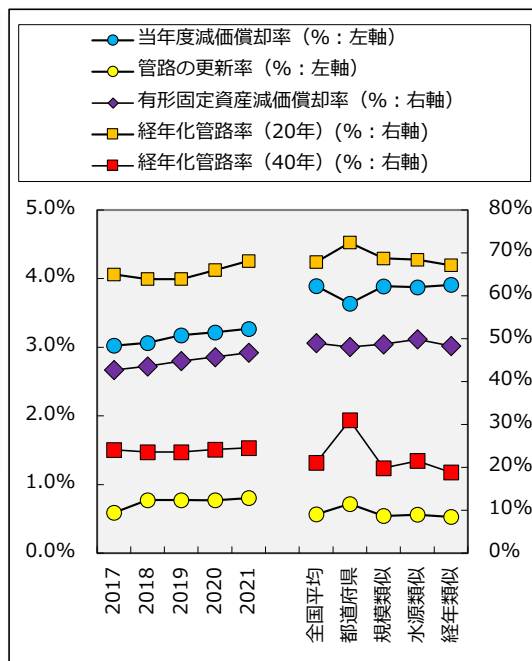 当年度減価償却率（%：左軸）
管路の更新率（%：左軸）
有形固定資産減価償却率（%：右軸）
経年化管路率（20年）(%：右軸)
経年化管路率（40年）(%：右軸)
5.0%
4.0%
3.0%
2.0%
1.0%
0.0%
80%
70%
60%
50%
40%
30%
20%
10%
0%
2017
2018
2019
2020
2021
全国平均
都道府県
規模類似
水源類似
経年類似